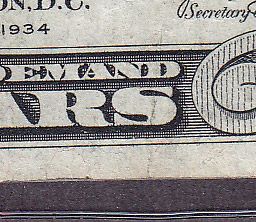 ON, D.C.
Secretary
1934
DEMAND
ARS